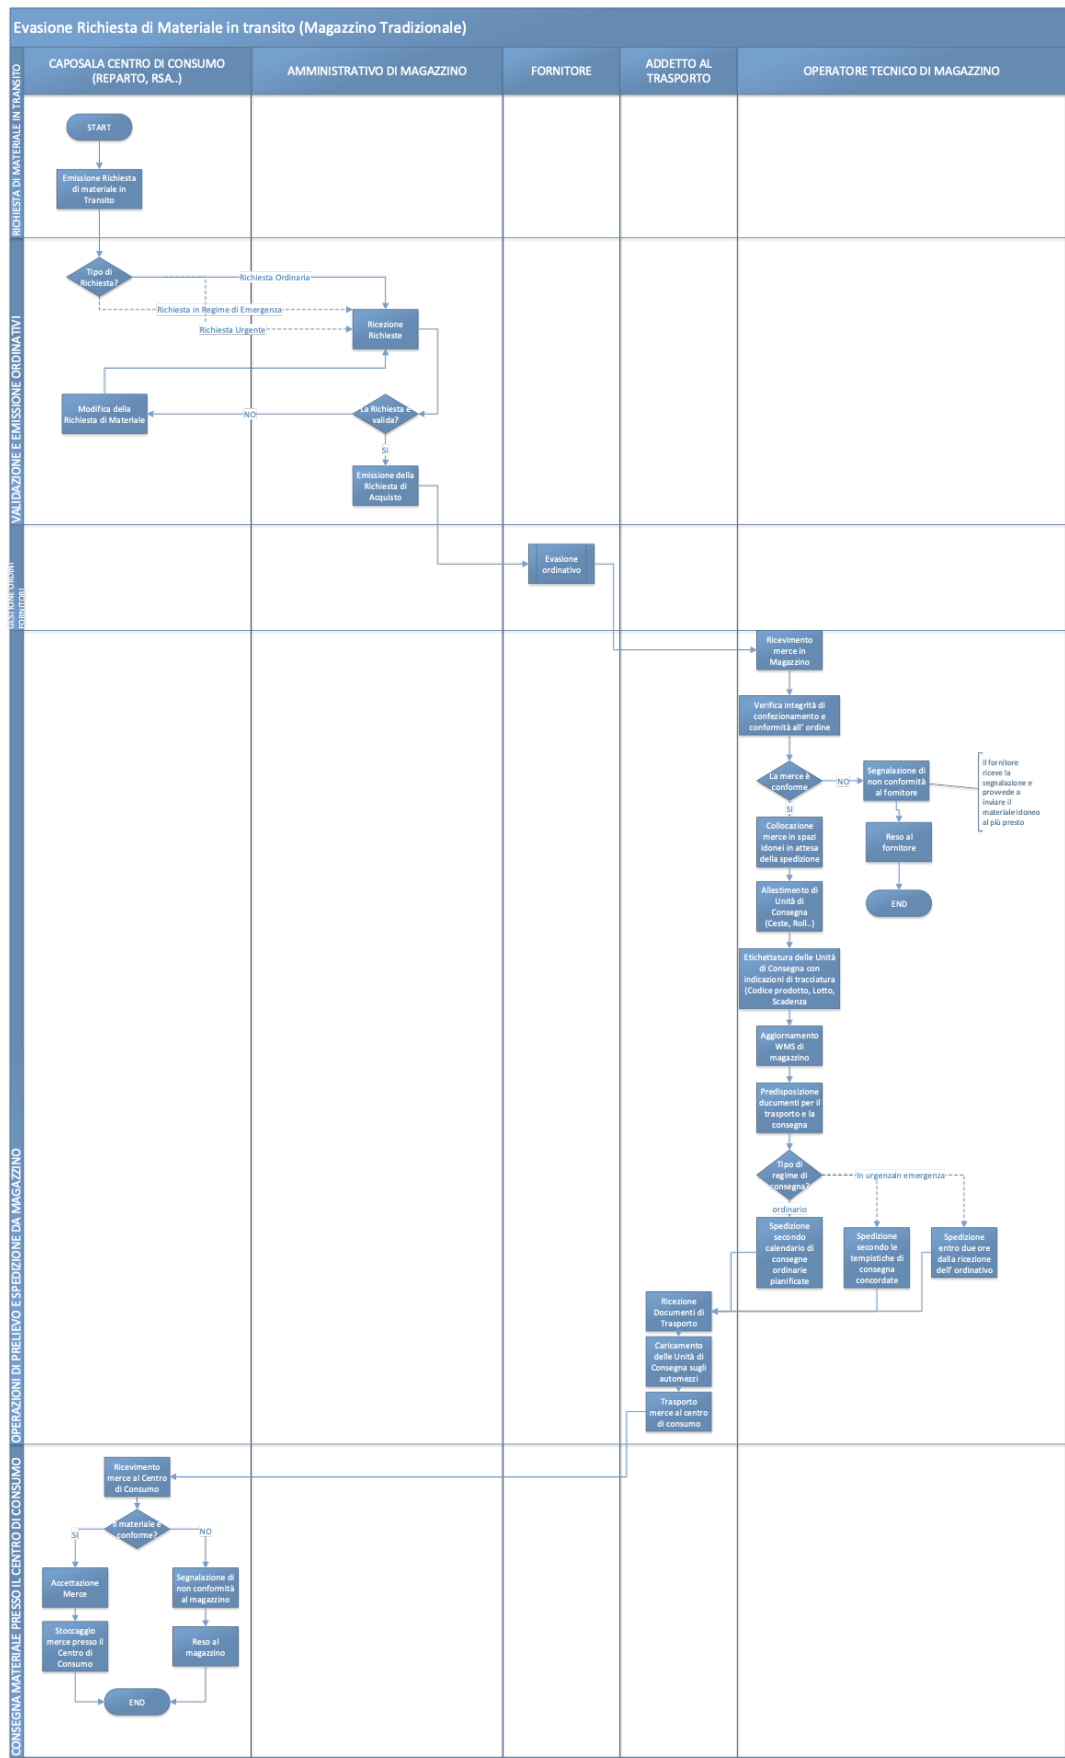 Evasione Richiesta di Materiale in transito (Magazzino Tradizionale)
CAPOSALA CENTRO DI CONSUMO
(REPARTO, RSA..)
AMMINISTRATIVO DI MAGAZZINO
FORNITORE
ADDETTO AL
TRASPORTO
OPERATORE TECNICO DI MAGAZZINO
RICHIESTA DI MATERIALE IN TRANSITO
START
Emissione Richiesta
di materiale in
Transito
VALIDAZIONE E EMISSIONE ORDINATIVI
Tipo di
Richiesta?
Richiesta Ordinaria
Richiesta in Regime di Emergenza
Richiesta Urgente
Ricezione
Richieste
Modifica della
Richiesta di Materiale
NO
La Richiesta è
valida?
SI
Emissione della
Richiesta di
Acquisto
GESTIONE ORDINI
FORNITORI
Evasione
ordinativo
OPERAZIONI DI PRELIEVO E SPEDIZIONE DA MAGAZZINO
Ricevimento
merce in
Magazzino
Verifica integrità di
confezionamento e
conformità all' ordine
La merce è
conforme
NO
Segnalazione di
non conformità
al fornitore
Il fornitore
riceve la
segnalazione e
provvede a
inviare il
materiale idoneo
al più presto
SI
Collocazione
merce in spazi
idonei in attesa
della spedizione
Reso al
fornitore
END
Allestimento di
Unità di
Consegna
(Ceste, Roll..)
Etichettatura delle Unità
di Consegna con
indicazioni di tracciatura
(Codice prodotto, Lotto,
Scadenza
Aggiornamento
WMS di
magazzino
Predisposizione
ducumenti per il
trasporto e la
consegna
Tipo di
regime di
consegna?
In urgenza
In emergenza
ordinario
Spedizione
secondo
calendario di
consegne
ordinarie
pianificate
Spedizione
secondo le
tempistiche di
consegna
concordate
Spedizione
entro due ore
dalla ricezione
dell' ordinativo
Ricezione
Documenti di
Trasporto
Caricamento
delle Unità di
Consegna sugli
automezzi
Trasporto
merce al centro
di consumo
CONSEGNA MATERIALE PRESSO IL CENTRO DI CONSUMO
Ricevimento
merce al Centro
di Consumo
Il materiale è
conforme?
SI
NO
Accettazione
Merce
Segnalazione di
non conformità
al magazzino
Stoccaggio
merce presso il
Centro di
Consumo
Reso al
magazzino
END